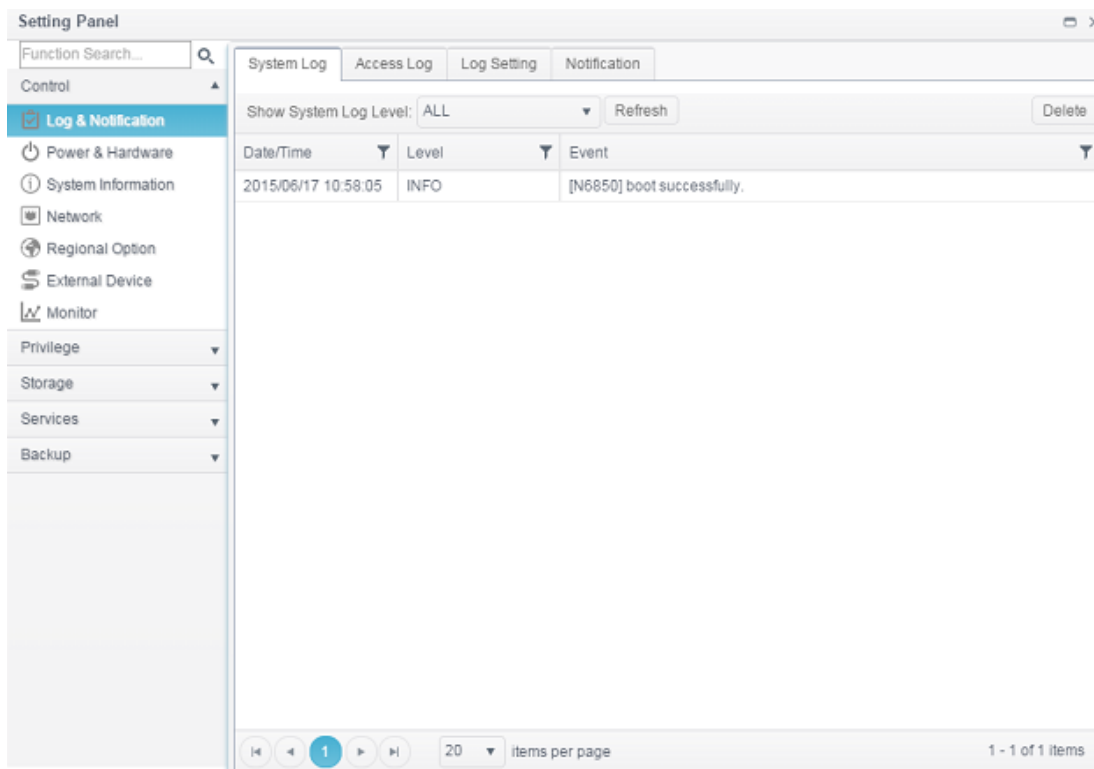 Setting Panel
Function Search...
Control
Log & Notification
Power & Hardware
System Information
Network
Regional Option
External Device
Monitor
Privilege
Storage
Services
Backup
System Log Access Log Log Setting Notification
Show System Log Level: ALL Refresh Delete
Date/Time Level Event
2015/06/17 10:58:05 INFO [N6850] boot successfully.
1 20 items per page 1 - 1 of 1 items